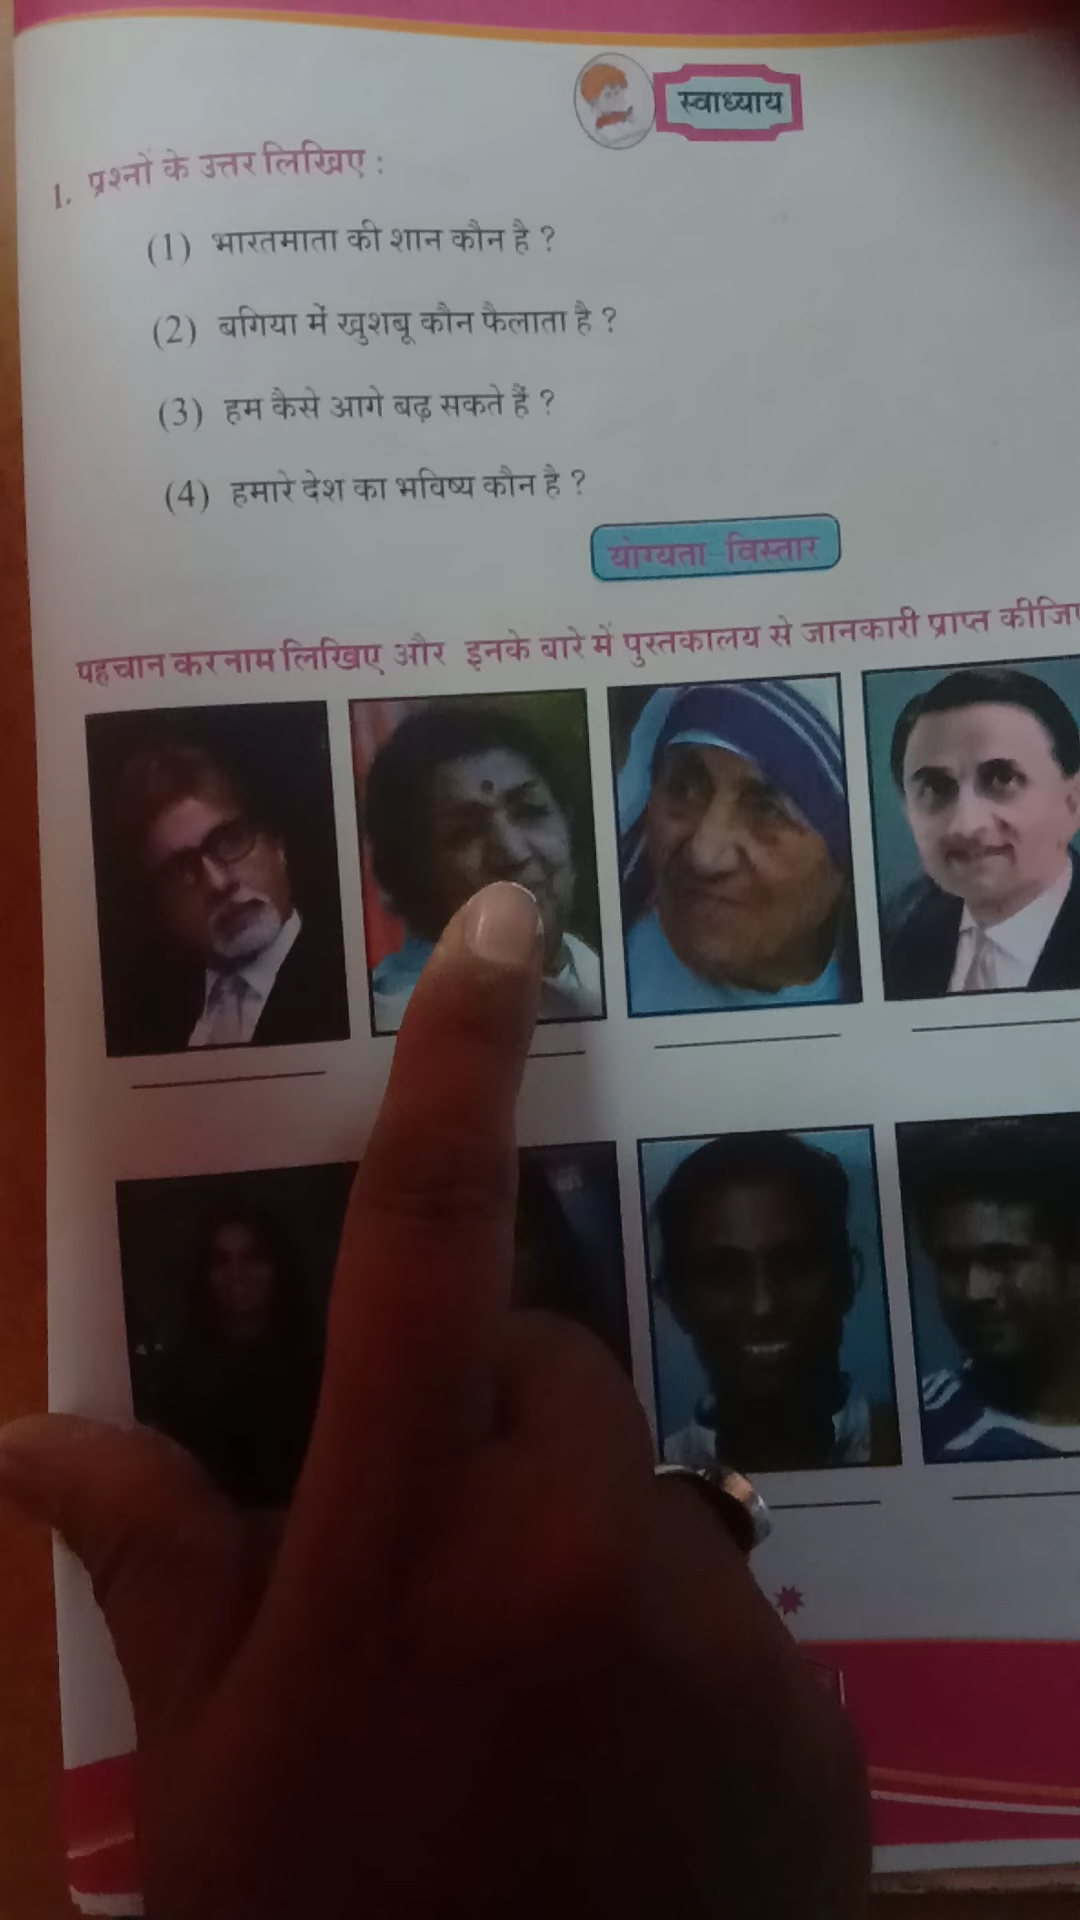 स्वाध्याय
1. प्रश्नों के उत्तर लिखिए :
(1) भारतमाता की शान कौन है ?
(2) बगिया में खुशबू कौन फैलाता है ?
(3) हम कैसे आगे बढ़ सकते हैं ?
(4) हमारे देश का भविष्य कौन है ?
योग्यता विस्तार
पहचान कर नाम लिखिए और इनके बारे में पुस्तकालय से जानकारी प्राप्त